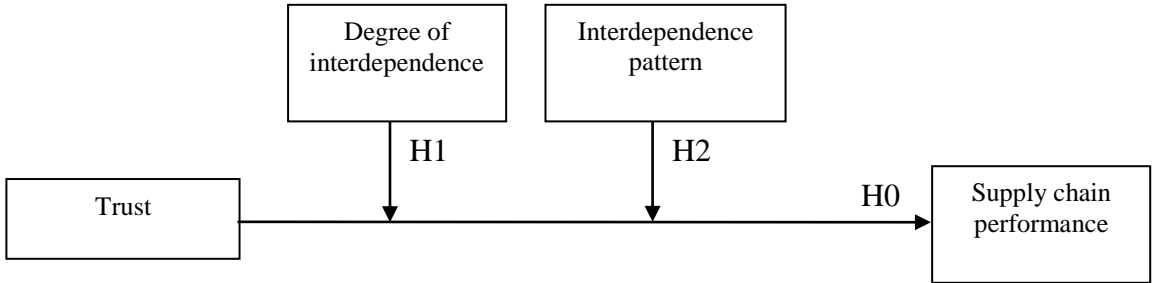 Degree of
interdependence
Interdependence
pattern
H1
H2
Trust
H0
Supply chain
performance